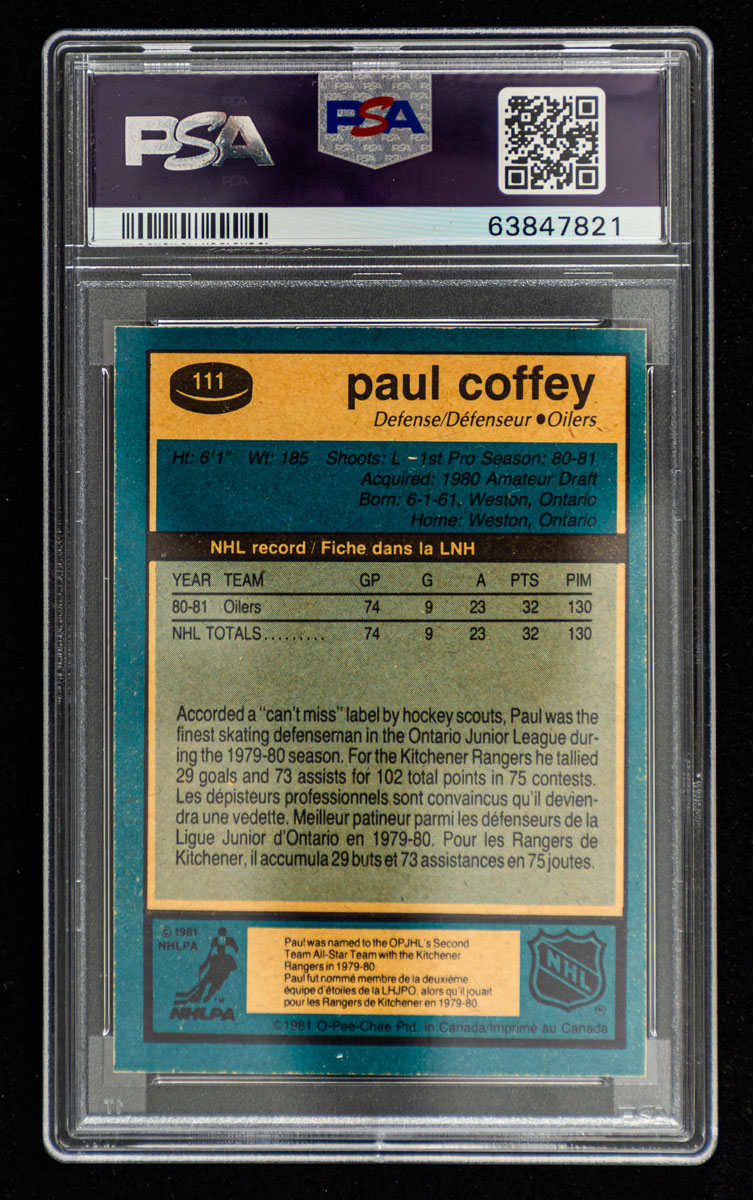 PSA
PSA
63847821
111
paul coffey
Defense/Défenseur ●Oilers
Ht: 6'1" Wt: 185 Shoots: L - 1st Pro Season: 80-81
Acquired: 1980 Amateur Draft
Born: 6-1-61, Weston, Ontario
Home: Weston, Ontario
NHL record / Fiche dans la LNH
YEAR TEAM GP G A PTS PIM
80-81 Oilers 74 9 23 32 130
NHL TOTALS......... 74 9 23 32 130
Accorded a "can't miss" label by hockey scouts, Paul was the
finest skating defenseman in the Ontario Junior League dur-
ing the 1979-80 season. For the Kitchener Rangers he tallied
29 goals and 73 assists for 102 total points in 75 contests.
Les dépisteurs professionnels sont convaincus qu'il devien-
dra une vedette. Meilleur patineur parmi les défenseurs de la
Ligue Junior d'Ontario en 1979-80. Pour les Rangers de
Kitchener, il accumula 29 buts et 73 assistances en 75 joutes.
© 1981
NHLPA
NHLPA
TM
Paul was named to the OPJHL's Second
Team All-Star Team with the Kitchener
Rangers in 1979-80.
Paul fut nommé membre de la deuxième
équipe d'étoiles de la LHJPO, alors qu'il jouait
pour les Rangers de Kitchener en 1979-80.
NHL
®
©1981 O-Pee-Chee Ptd. in Canada/Imprimé au Canada
PSA